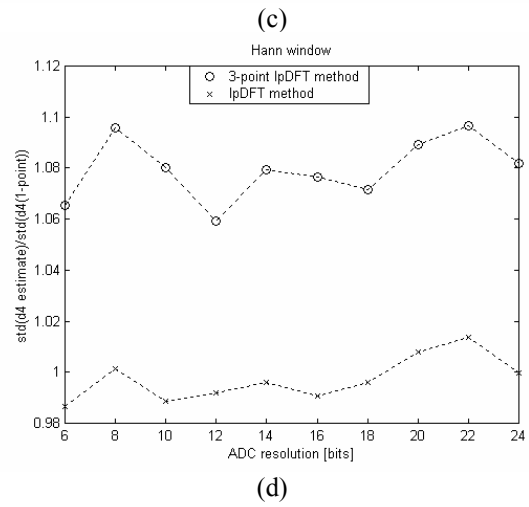 (c)
Hann window
3-point IpDFT method
IpDFT method
std(d4 estimate)/std(d4(1-point))
1.12
1.1
1.08
1.06
1.04
1.02
1
0.98
6 8 10 12 14 16 18 20 22 24
ADC resolution [bits]
(d)